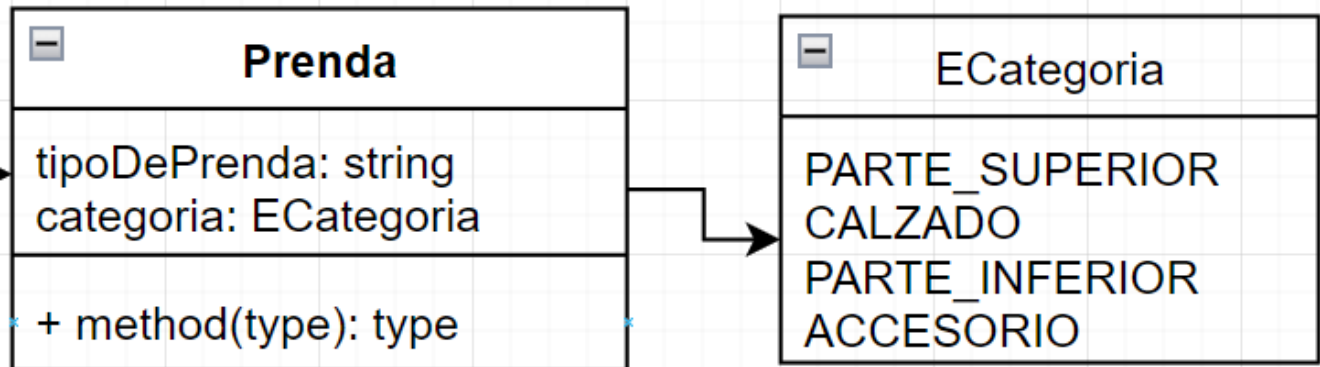 Prenda
tipoDePrenda: string
categoria: ECategoria
+ method(type): type
ECategoria
PARTE_SUPERIOR
CALZADO
PARTE_INFERIOR
ACCESORIO